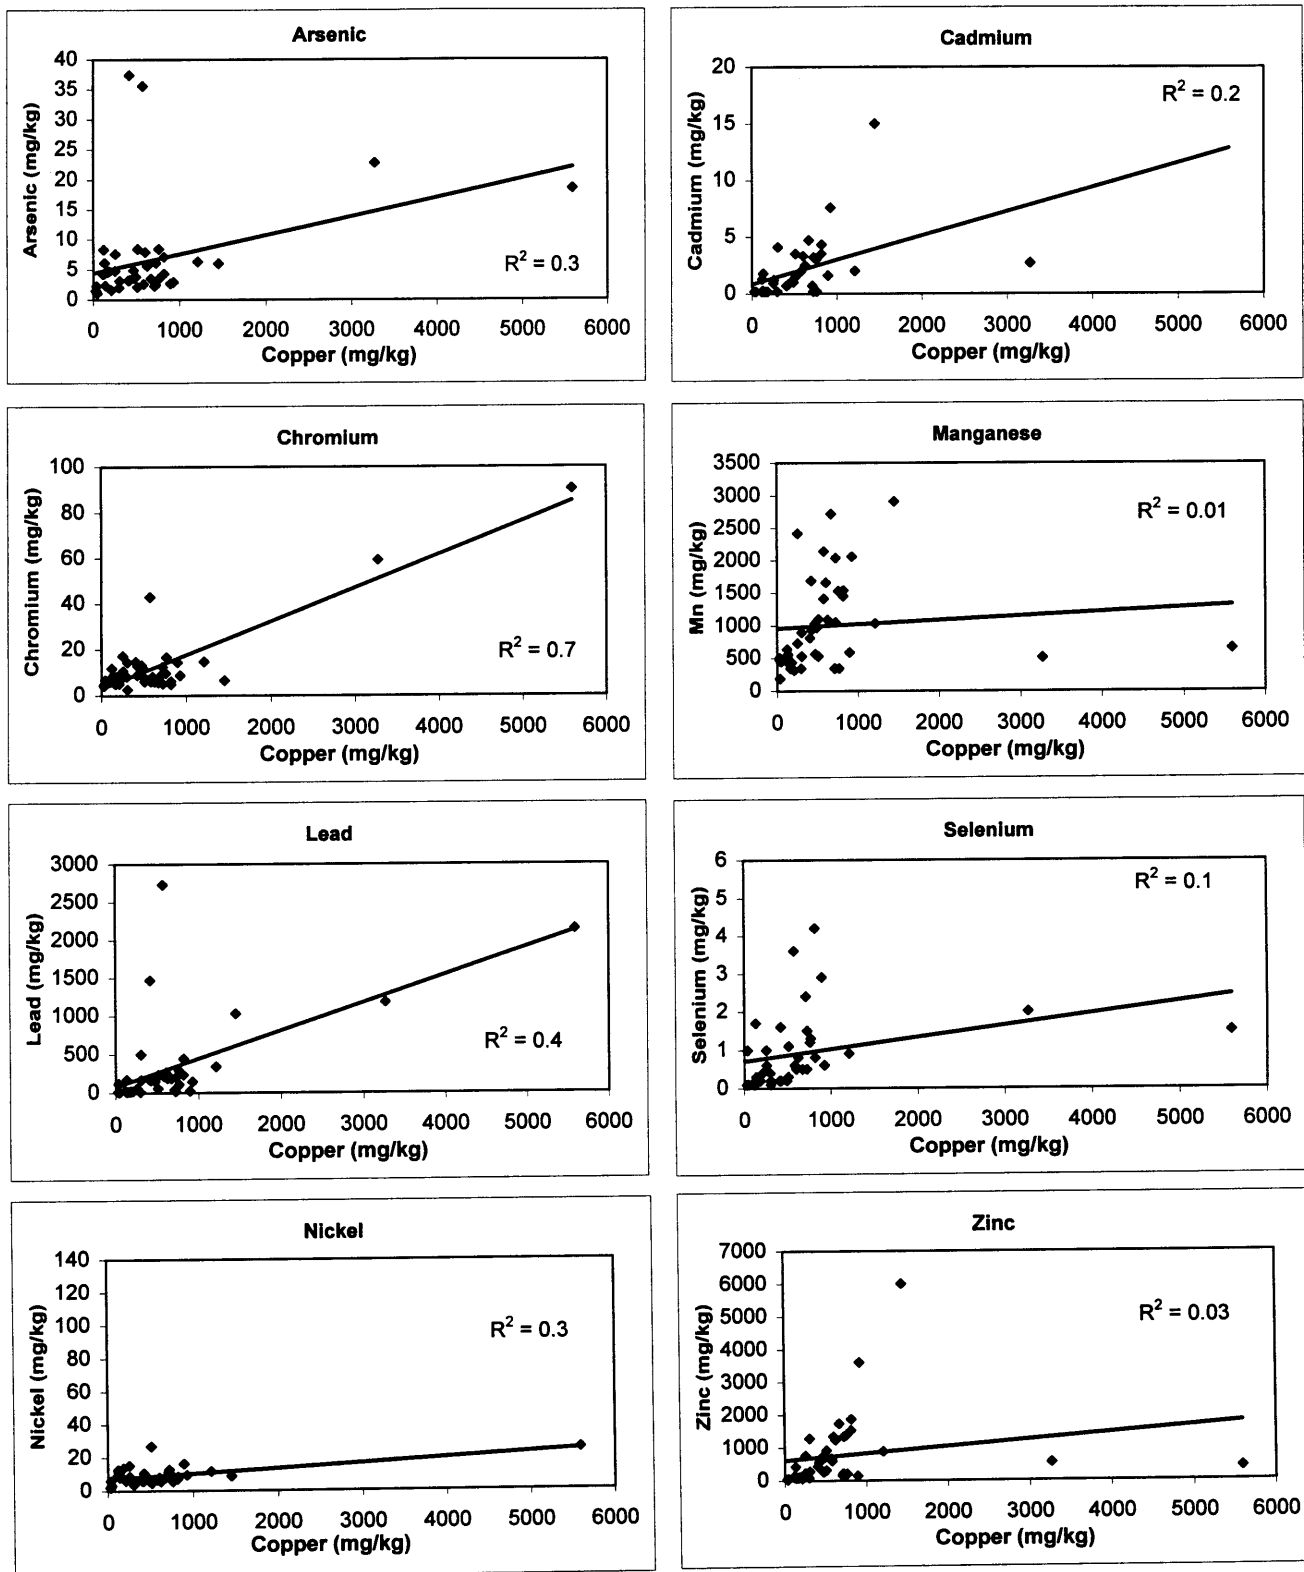 Arsenic
40
35
30
25
20
15
10
5
0
Arsenic (mg/kg)
R² = 0.3
0 1000 2000 3000 4000 5000 6000
Copper (mg/kg)
Cadmium
20
15
10
5
0
Cadmium (mg/kg)
R² = 0.2
0 1000 2000 3000 4000 5000 6000
Copper (mg/kg)
Chromium
100
80
60
40
20
0
Chromium (mg/kg)
R² = 0.7
0 1000 2000 3000 4000 5000 6000
Copper (mg/kg)
Manganese
3500
3000
2500
2000
1500
1000
500
0
Mn (mg/kg)
R² = 0.01
0 1000 2000 3000 4000 5000 6000
Copper (mg/kg)
Lead
3000
2500
2000
1500
1000
500
0
Lead (mg/kg)
R² = 0.4
0 1000 2000 3000 4000 5000 6000
Copper (mg/kg)
Selenium
6
5
4
3
2
1
0
Selenium (mg/kg)
R² = 0.1
0 1000 2000 3000 4000 5000 6000
Copper (mg/kg)
Nickel
140
120
100
80
60
40
20
0
Nickel (mg/kg)
R² = 0.3
0 1000 2000 3000 4000 5000 6000
Copper (mg/kg)
Zinc
7000
6000
5000
4000
3000
2000
1000
0
Zinc (mg/kg)
R² = 0.03
0 1000 2000 3000 4000 5000 6000
Copper (mg/kg)